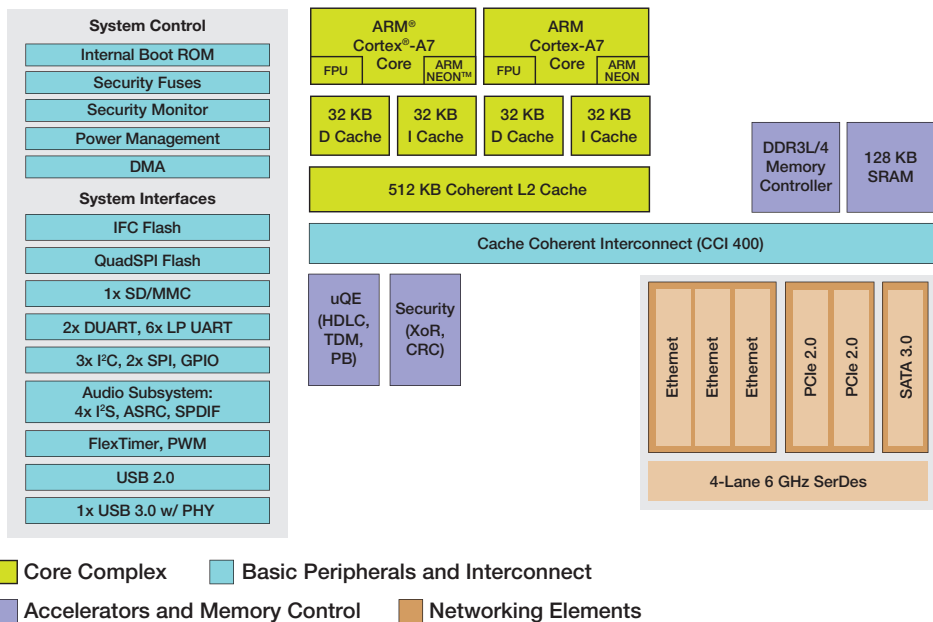 System Control
Internal Boot ROM
Security Fuses
Security Monitor
Power Management
DMA
System Interfaces
IFC Flash
QuadSPI Flash
1x SD/MMC
2x DUART, 6x LP UART
3x I²C, 2x SPI, GPIO
Audio Subsystem:
4x I²S, ASRC, SPDIF
FlexTimer, PWM
USB 2.0
1x USB 3.0 w/ PHY
ARM®
Cortex®-A7
Core
FPU
ARM
NEON™
ARM
Cortex-A7
Core
FPU
ARM
NEON
32 KB
D Cache
32 KB
I Cache
32 KB
D Cache
32 KB
I Cache
512 KB Coherent L2 Cache
DDR3L/4
Memory
Controller
128 KB
SRAM
Cache Coherent Interconnect (CCI 400)
uQE
(HDLC,
TDM,
PB)
Security
(XoR,
CRC)
Ethernet
Ethernet
Ethernet
PCIe 2.0
PCIe 2.0
SATA 3.0
4-Lane 6 GHz SerDes
Core Complex
Basic Peripherals and Interconnect
Accelerators and Memory Control
Networking Elements